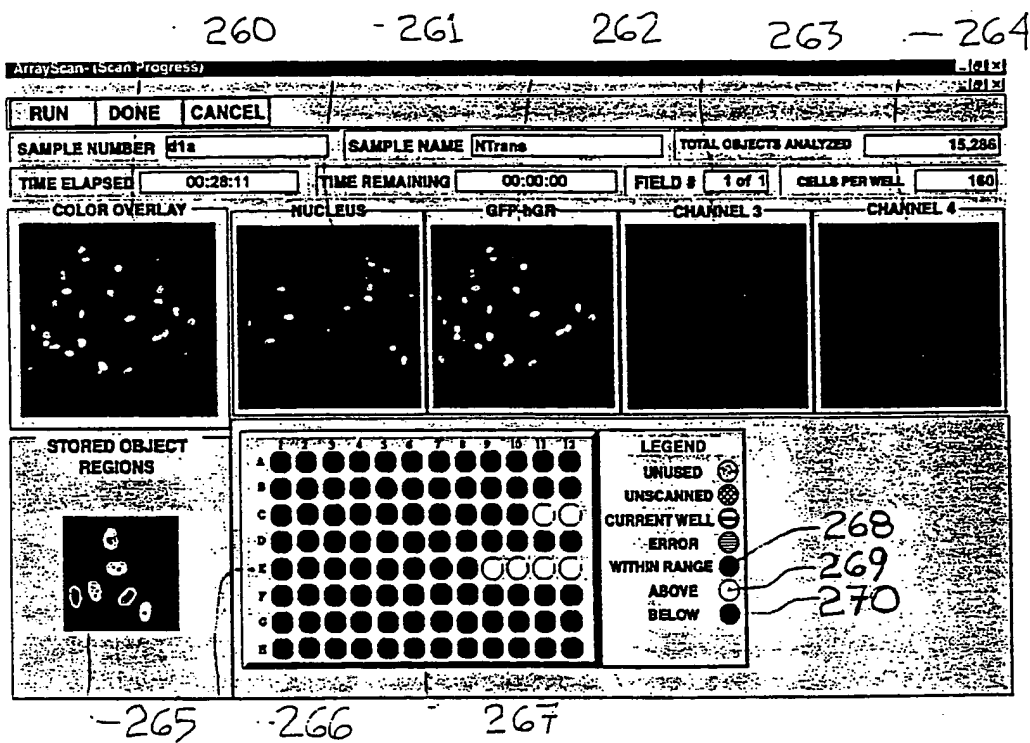 260 261 262 263 264
ArrayScan- (Scan Progress)
RUN DONE CANCEL
SAMPLE NUMBER d1a SAMPLE NAME NTrans TOTAL OBJECTS ANALYZED 15,286
TIME ELAPSED 00:28:11 TIME REMAINING 00:00:00 FIELD # 1 of 1 CELLS PER WELL 160
COLOR OVERLAY NUCLEUS GFP-hGR CHANNEL 3 CHANNEL 4
STORED OBJECT
REGIONS
1 2 3 4 5 6 7 8 9 10 11 12
A
B
C
D
E
F
G
H
LEGEND
UNUSED
UNSCANNED
CURRENT WELL
ERROR
WITHIN RANGE 268
ABOVE 269
BELOW 270
265 266 267